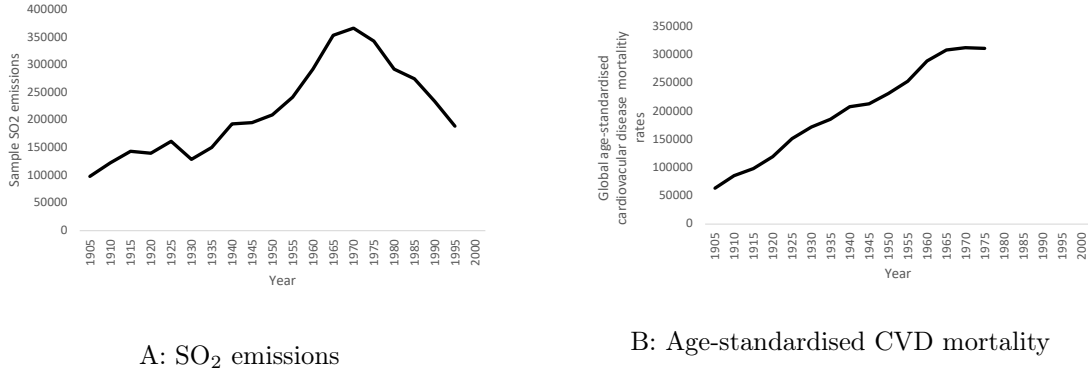 400000
350000
300000
250000
200000
150000
100000
50000
0
Sample SO2 emissions
1905 1910 1915 1920 1925 1930 1935 1940 1945 1950 1955 1960 1965 1970 1975 1980 1985 1990 1995 2000
Year
A: SO₂ emissions
350000
300000
250000
200000
150000
100000
50000
0
Global age-standardised
cardiovacular disease mortalitiy
rates
1905 1910 1915 1920 1925 1930 1935 1940 1945 1950 1955 1960 1965 1970 1975 1980 1985 1990 1995 2000
Year
B: Age-standardised CVD mortality